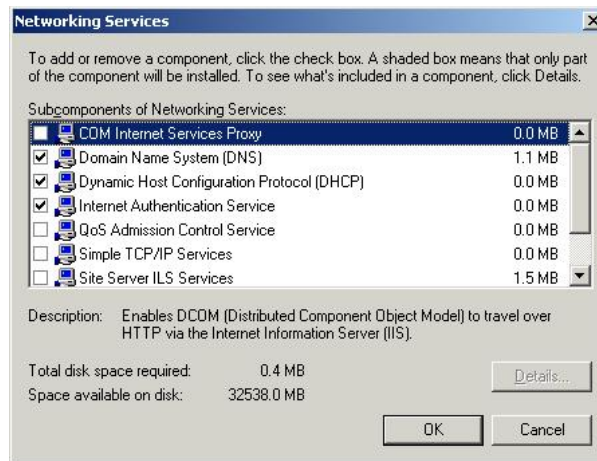 Networking Services
To add or remove a component, click the check box. A shaded box means that only part
of the component will be installed. To see what's included in a component, click Details.
Subcomponents of Networking Services:
COM Internet Services Proxy 0.0 MB
Domain Name System (DNS) 1.1 MB
Dynamic Host Configuration Protocol (DHCP) 0.0 MB
Internet Authentication Service 0.0 MB
QoS Admission Control Service 0.0 MB
Simple TCP/IP Services 0.0 MB
Site Server ILS Services 1.5 MB
Description: Enables DCOM (Distributed Component Object Model) to travel over
HTTP via the Internet Information Server (IIS).
Total disk space required: 0.4 MB
Space available on disk: 32538.0 MB
Details...
OK Cancel